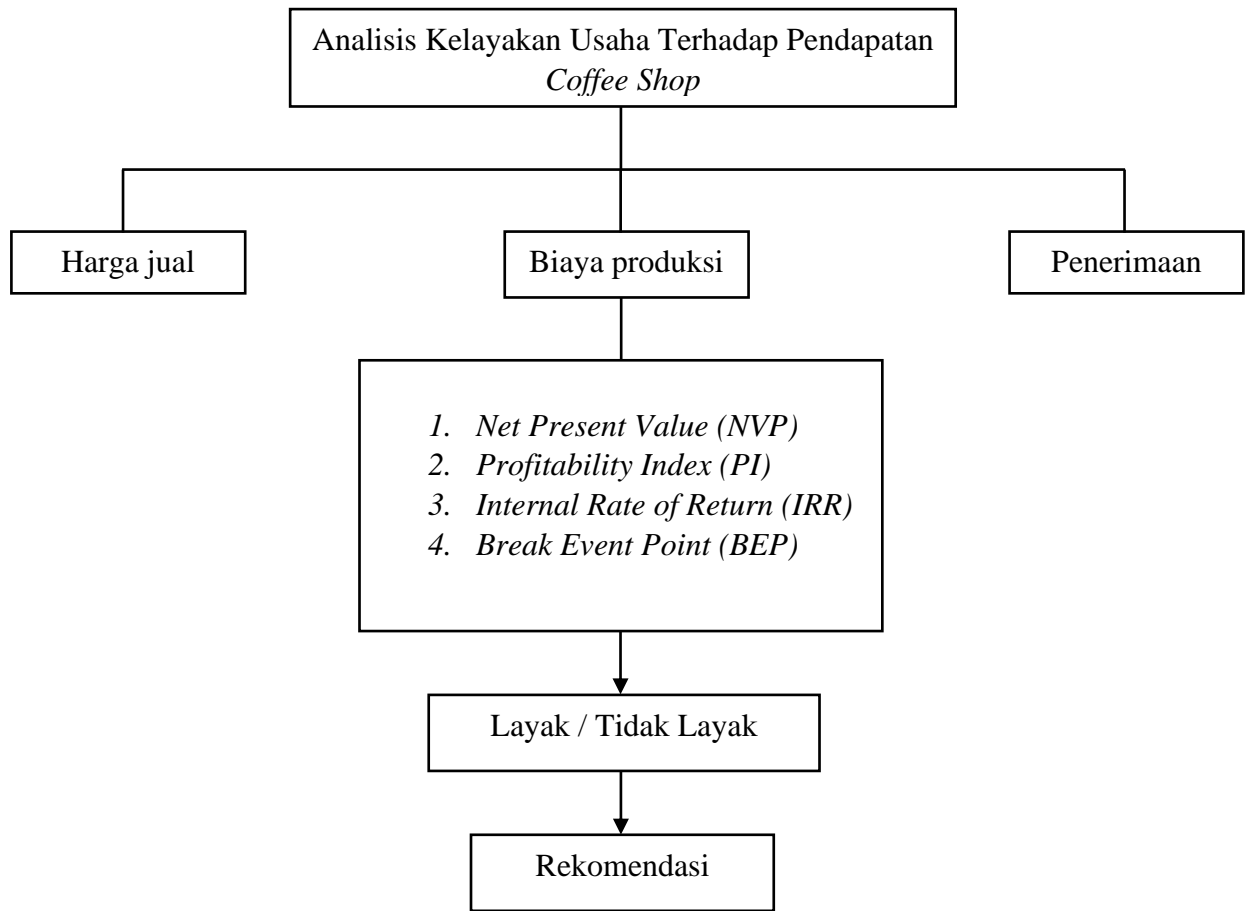 Analisis Kelayakan Usaha Terhadap Pendapatan
Coffee Shop
Harga jual
Biaya produksi
Penerimaan
1. Net Present Value (NVP)
2. Profitability Index (PI)
3. Internal Rate of Return (IRR)
4. Break Event Point (BEP)
Layak / Tidak Layak
Rekomendasi